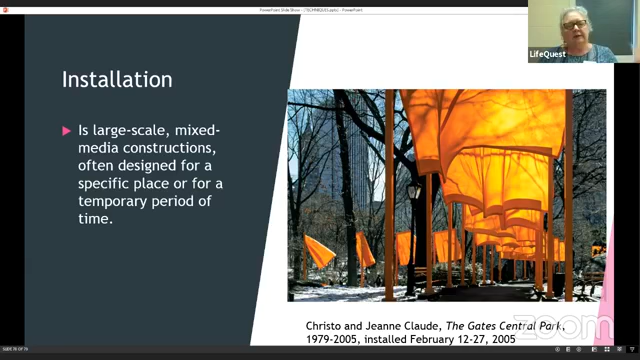 PowerPoint Slide Show - [TECHNIQUES.pptx] - PowerPoint
LifeQuest
Installation
Is large-scale, mixed-
media constructions,
often designed for a
specific place or for a
temporary period of
time.
Christo and Jeanne Claude, The Gates Central Park,
1979-2005, installed February 12-27, 2005
zoom